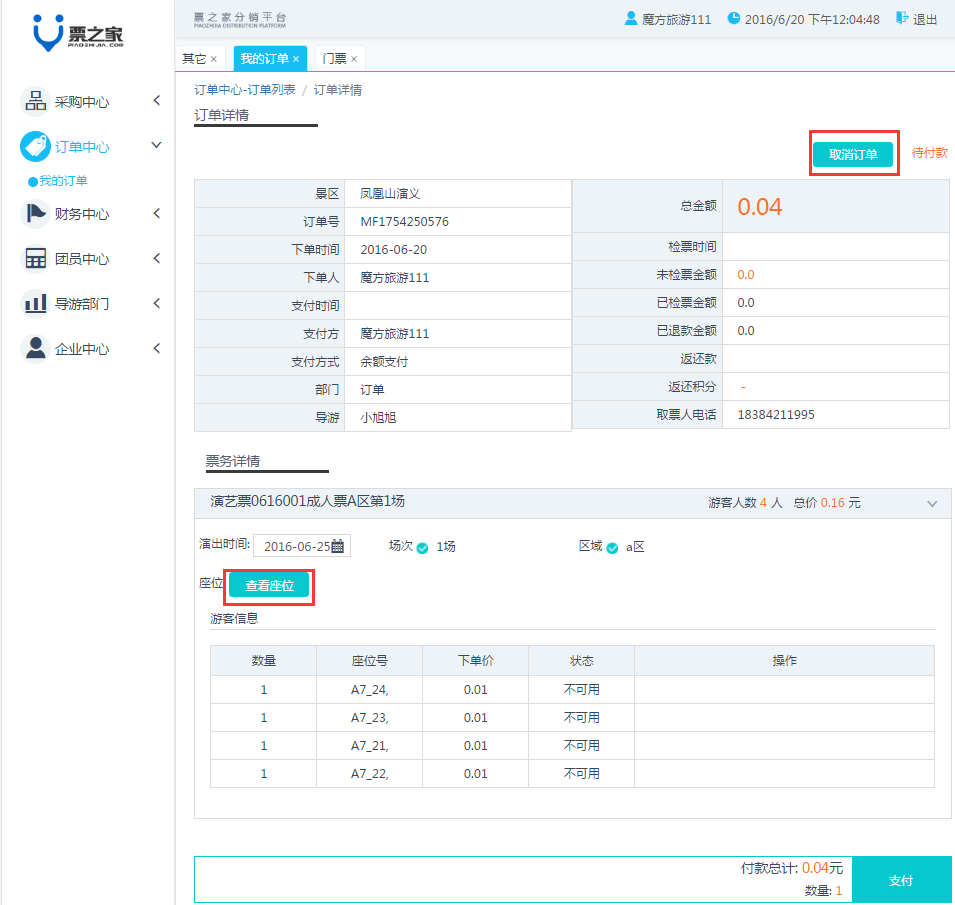 票之家
PIAOZHIJIA.COM
票之家分销平台
PIAOZHIJIA DISTRIBUTION PLATFORM
魔方旅游111 2016/6/20 下午12:04:48 退出
其它 × 我的订单 × 门票 ×
采购中心
订单中心
我的订单
财务中心
团员中心
导游部门
企业中心
订单中心-订单列表 / 订单详情
订单详情
取消订单 待付款
景区 凤凰山演义
订单号 MF1754250576
下单时间 2016-06-20
下单人 魔方旅游111
支付时间
支付方 魔方旅游111
支付方式 余额支付
部门 订单
导游 小旭旭
总金额 0.04
检票时间
未检票金额 0.0
已检票金额 0.0
已退款金额 0.0
返还款
返还积分 -
取票人电话 18384211995
票务详情
演艺票0616001成人票A区第1场 游客人数 4 人 总价 0.16 元
演出时间: 2016-06-25 场次 1场 区域 a区
座位 查看座位
游客信息
数量 座位号 下单价 状态 操作
1 A7_24, 0.01 不可用
1 A7_23, 0.01 不可用
1 A7_21, 0.01 不可用
1 A7_22, 0.01 不可用
付款总计: 0.04元
数量: 1
支付